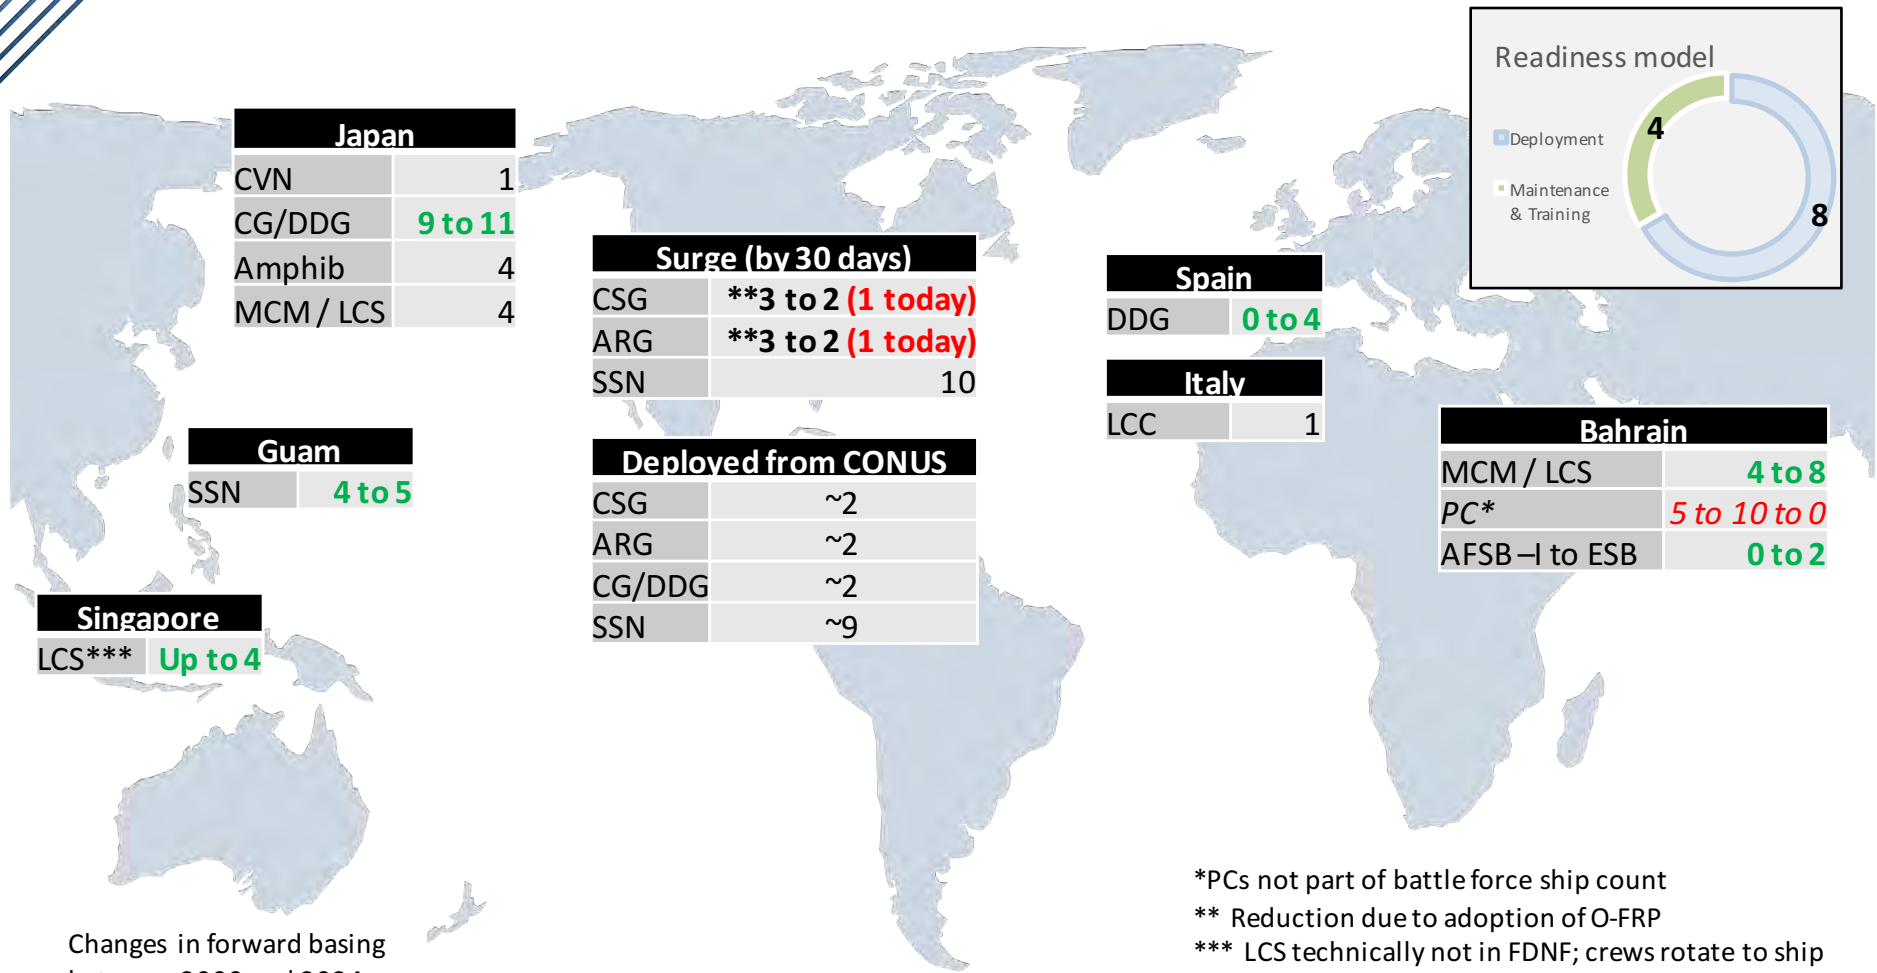 Readiness model
Deployment
Maintenance
& Training
4
8
Japan
CVN 1
CG/DDG 9 to 11
Amphib 4
MCM / LCS 4
Surge (by 30 days)
CSG **3 to 2 (1 today)
ARG **3 to 2 (1 today)
SSN 10
Spain
DDG 0 to 4
Italy
LCC 1
Guam
SSN 4 to 5
Deployed from CONUS
CSG ~2
ARG ~2
CG/DDG ~2
SSN ~9
Bahrain
MCM / LCS 4 to 8
PC* 5 to 10 to 0
AFSB –I to ESB 0 to 2
Singapore
LCS*** Up to 4
*PCs not part of battle force ship count
** Reduction due to adoption of O-FRP
*** LCS technically not in FDNF; crews rotate to ship
Changes in forward basing